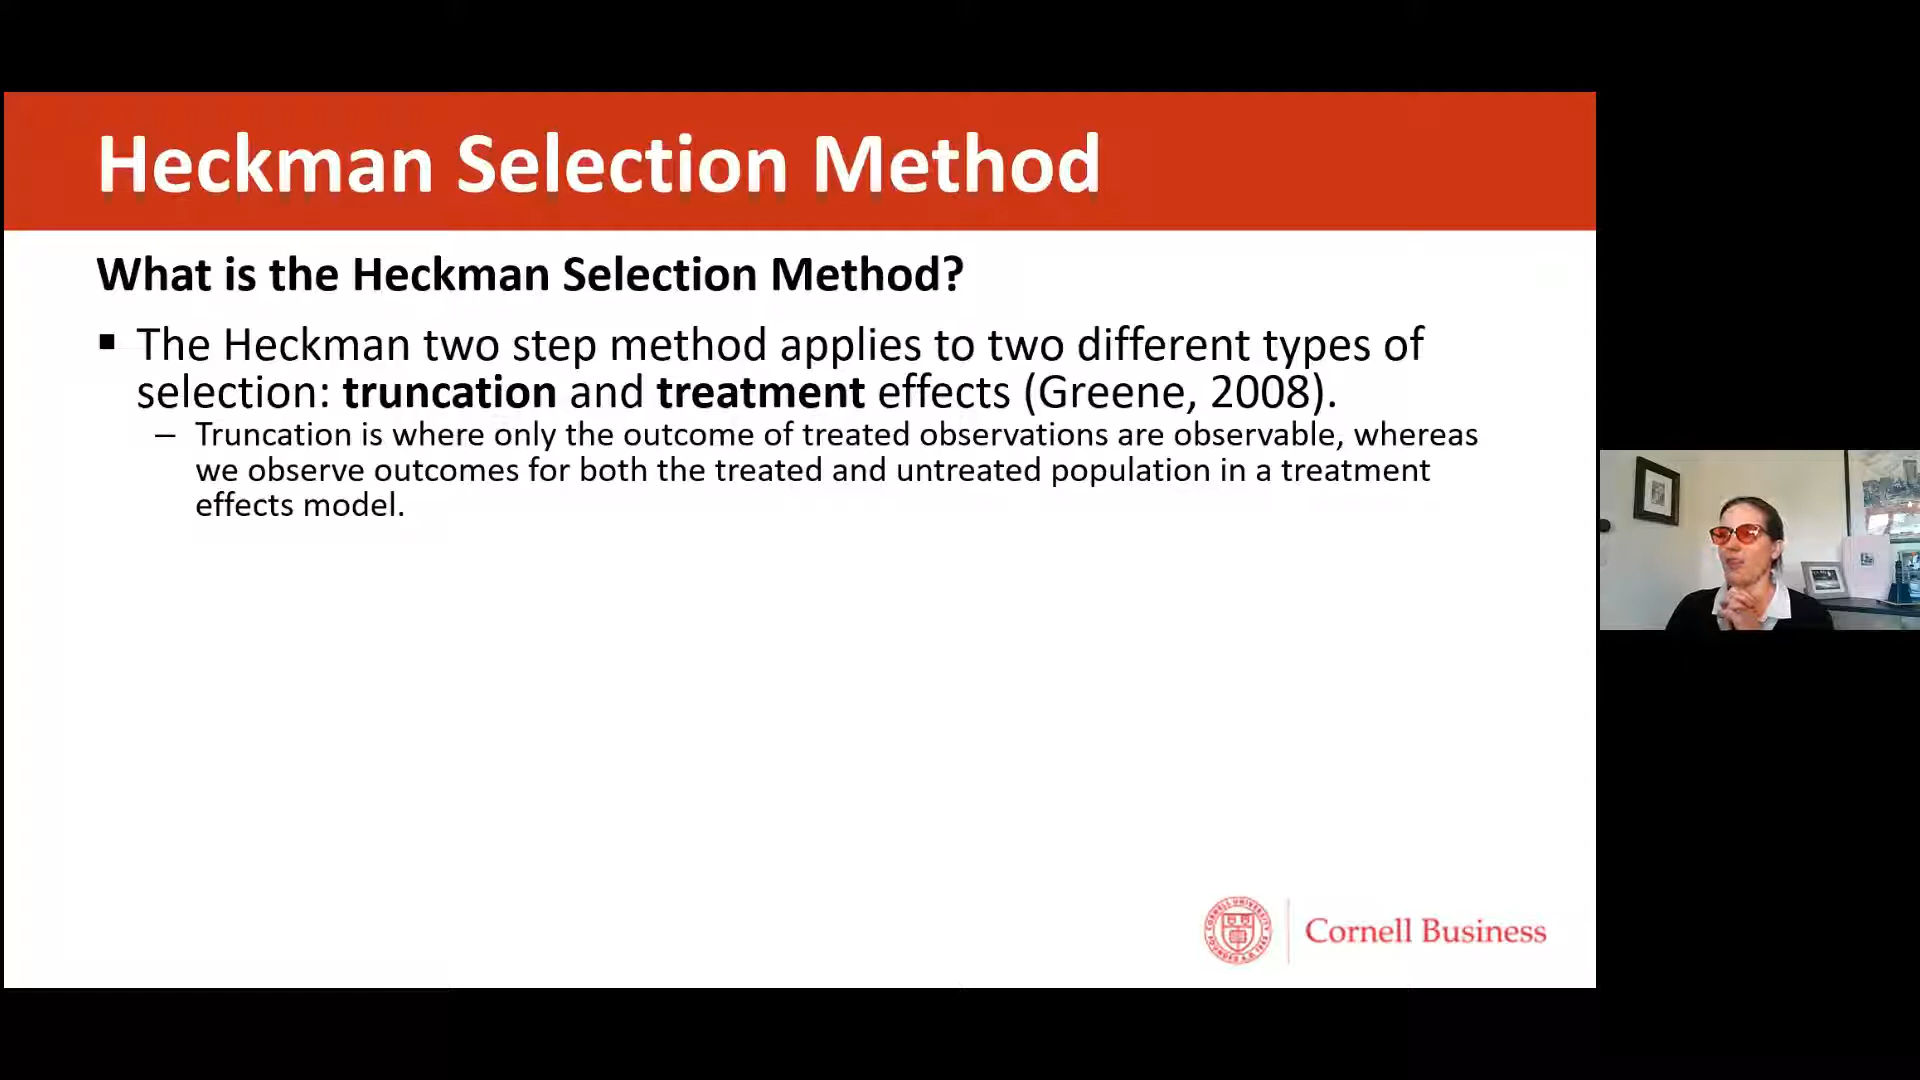 Heckman Selection Method
What is the Heckman Selection Method?
▪ The Heckman two step method applies to two different types of
selection: truncation and treatment effects (Greene, 2008).
– Truncation is where only the outcome of treated observations are observable, whereas
we observe outcomes for both the treated and untreated population in a treatment
effects model.
Cornell Business